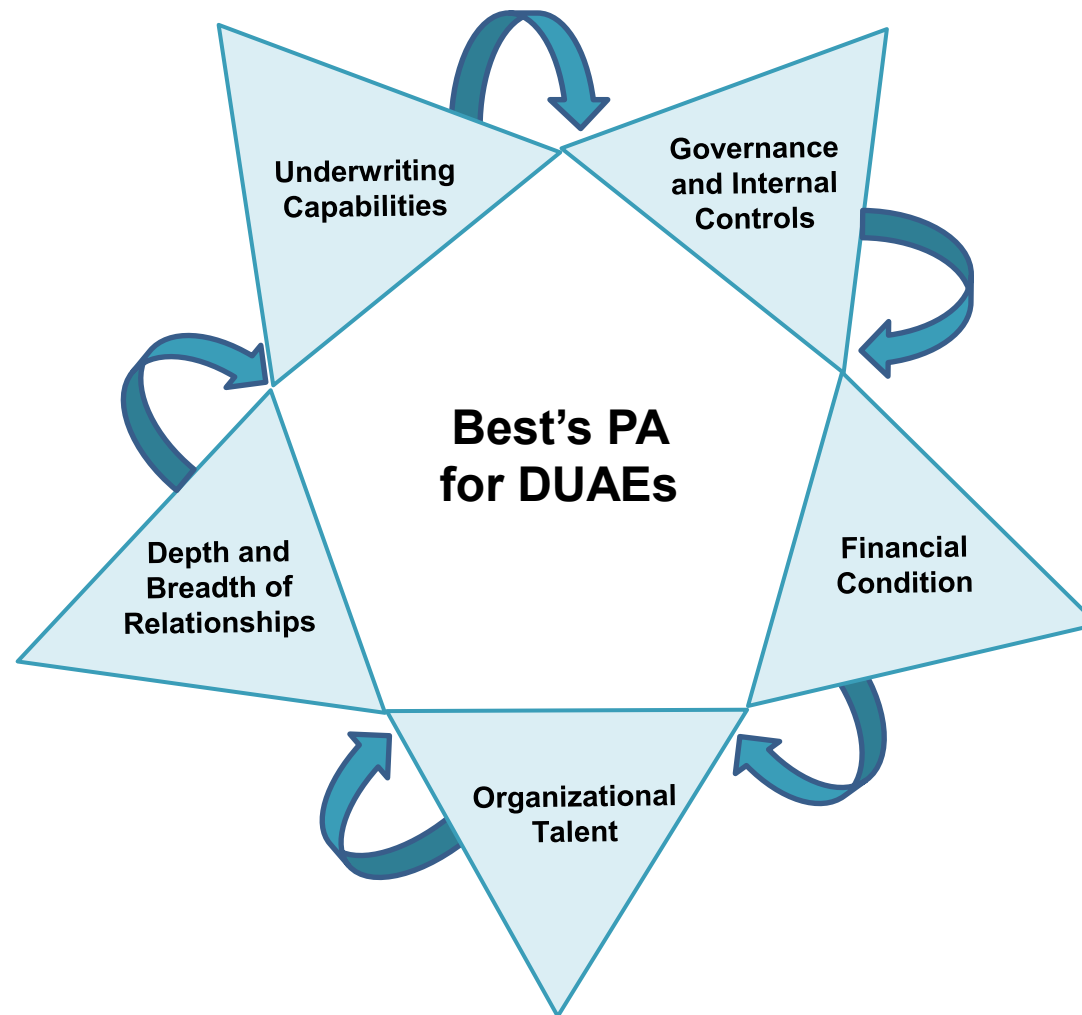 Underwriting
Capabilities
Governance
and Internal
Controls
Best’s PA
for DUAEs
Depth and
Breadth of
Relationships
Financial
Condition
Organizational
Talent